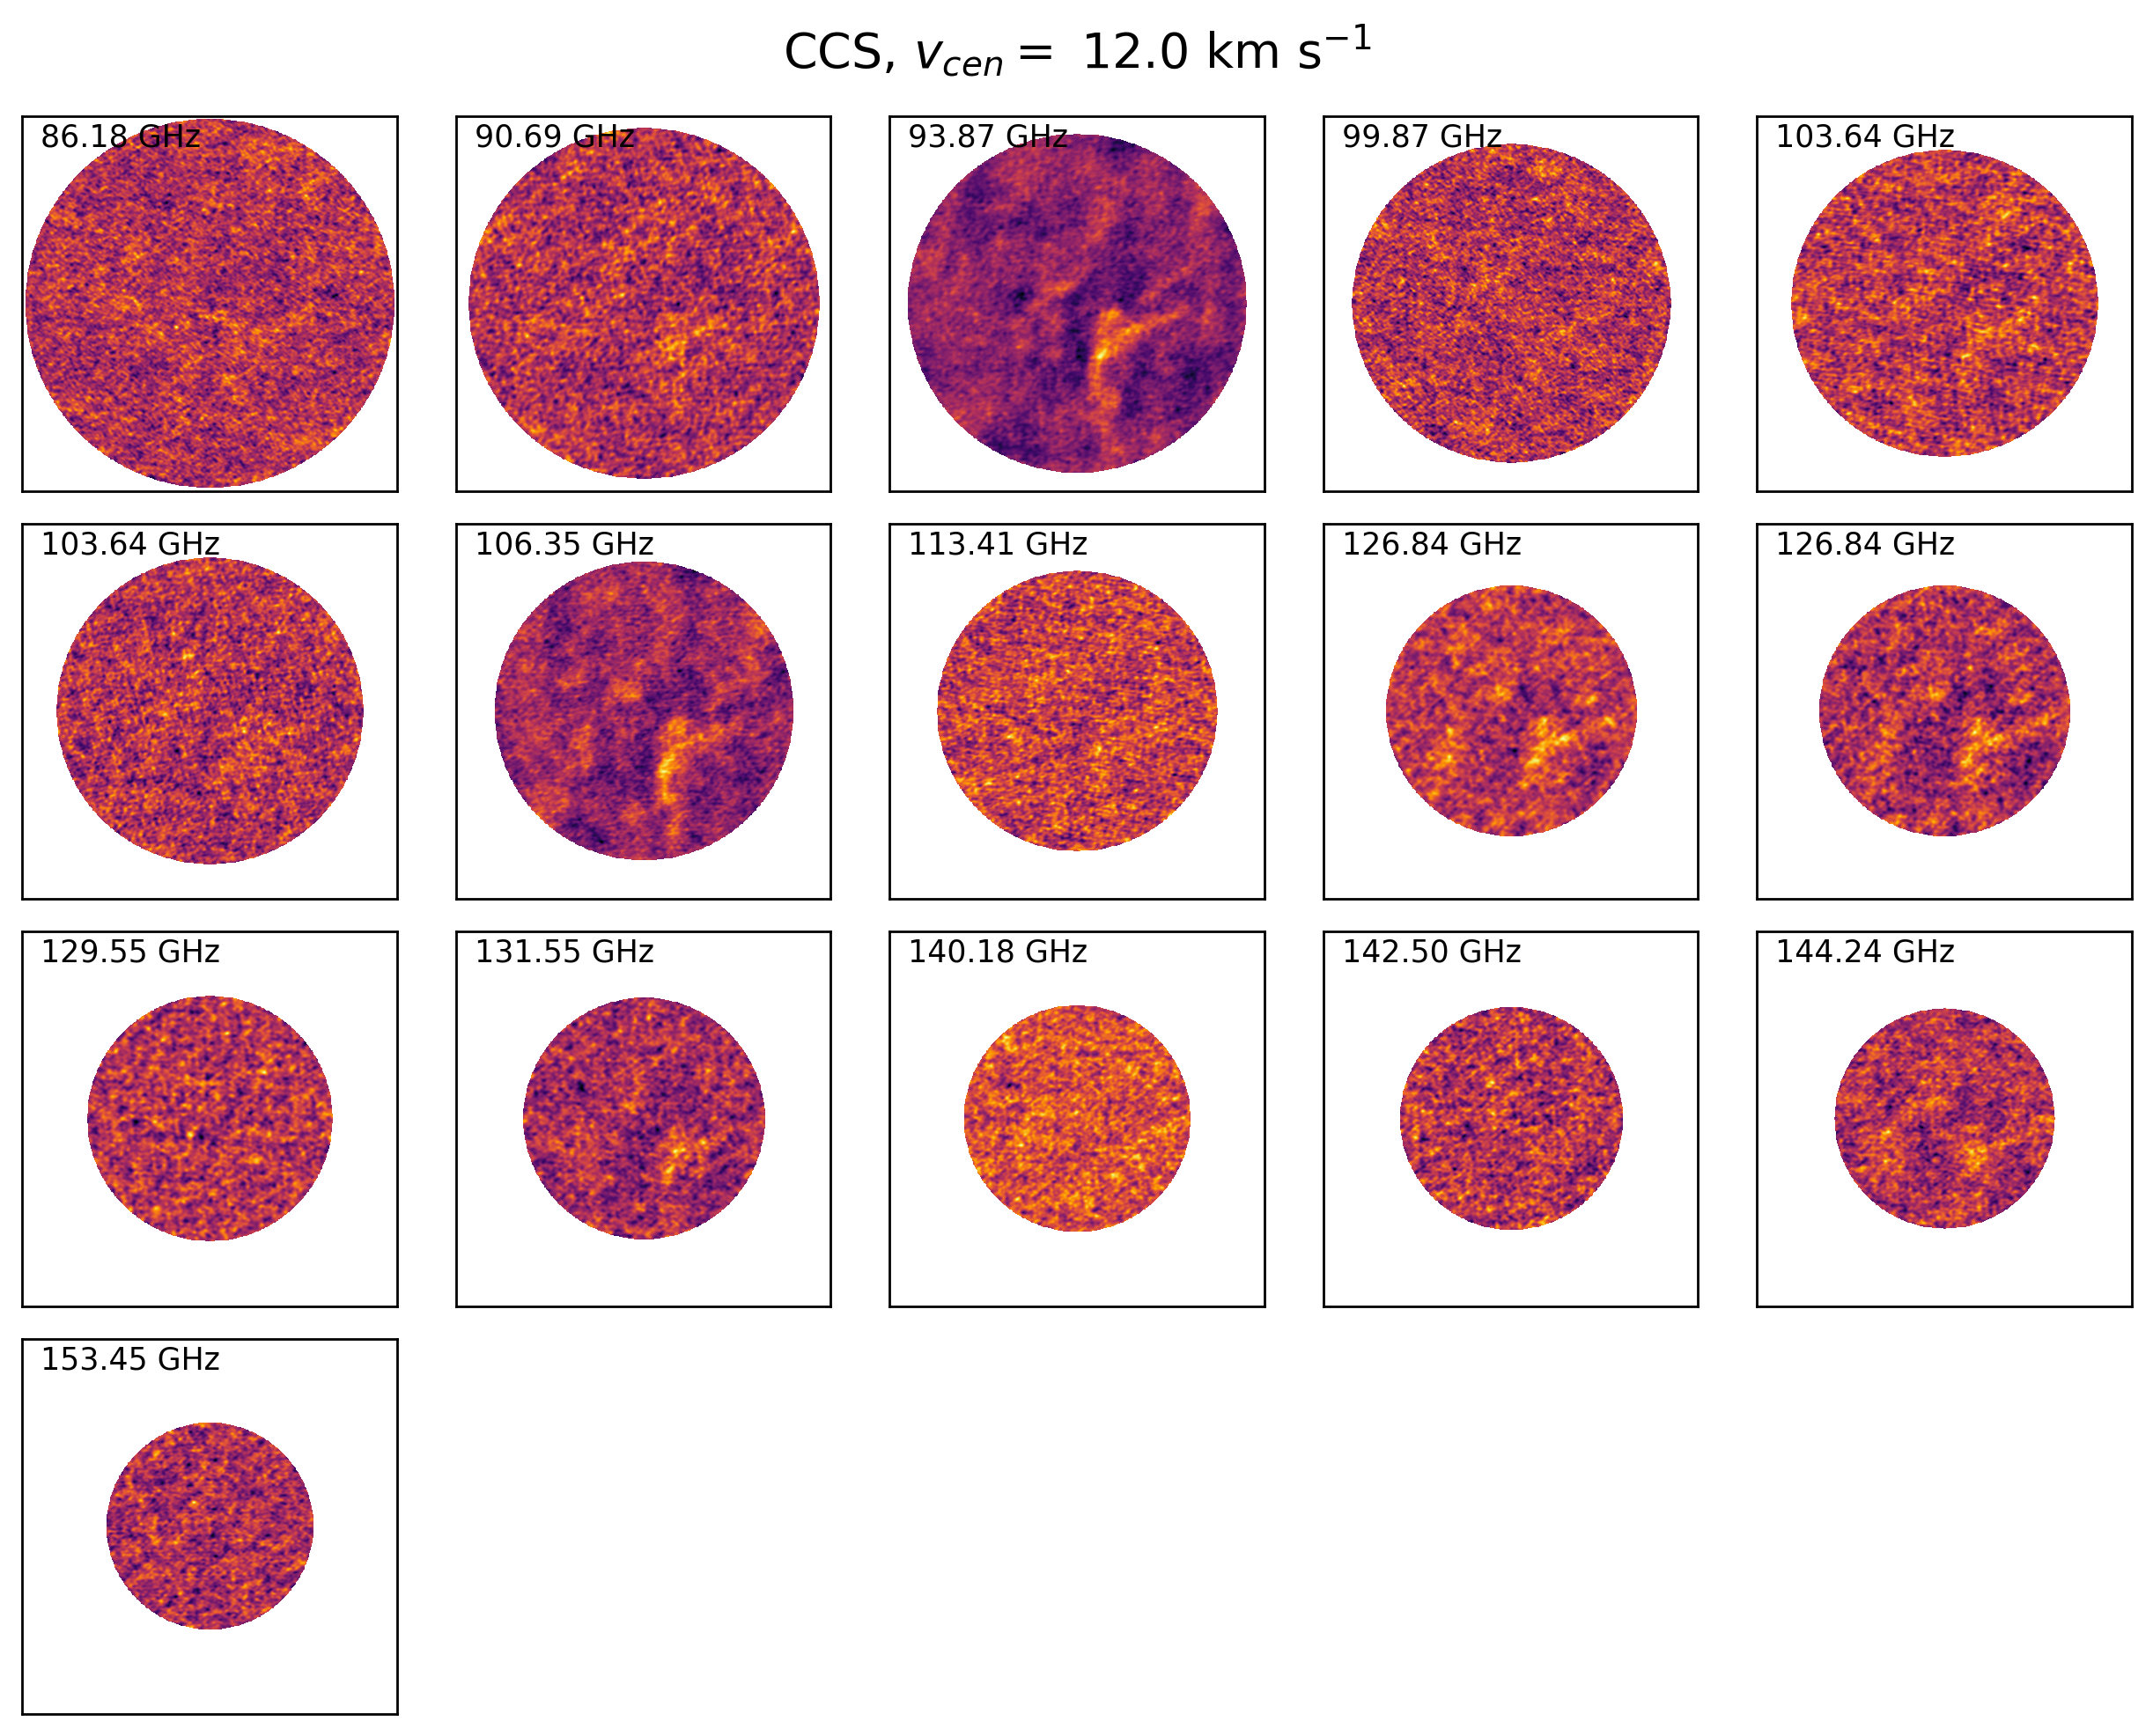 CCS, v_cen = 12.0 km s⁻¹
86.18 GHz
90.69 GHz
93.87 GHz
99.87 GHz
103.64 GHz
103.64 GHz
106.35 GHz
113.41 GHz
126.84 GHz
126.84 GHz
129.55 GHz
131.55 GHz
140.18 GHz
142.50 GHz
144.24 GHz
153.45 GHz